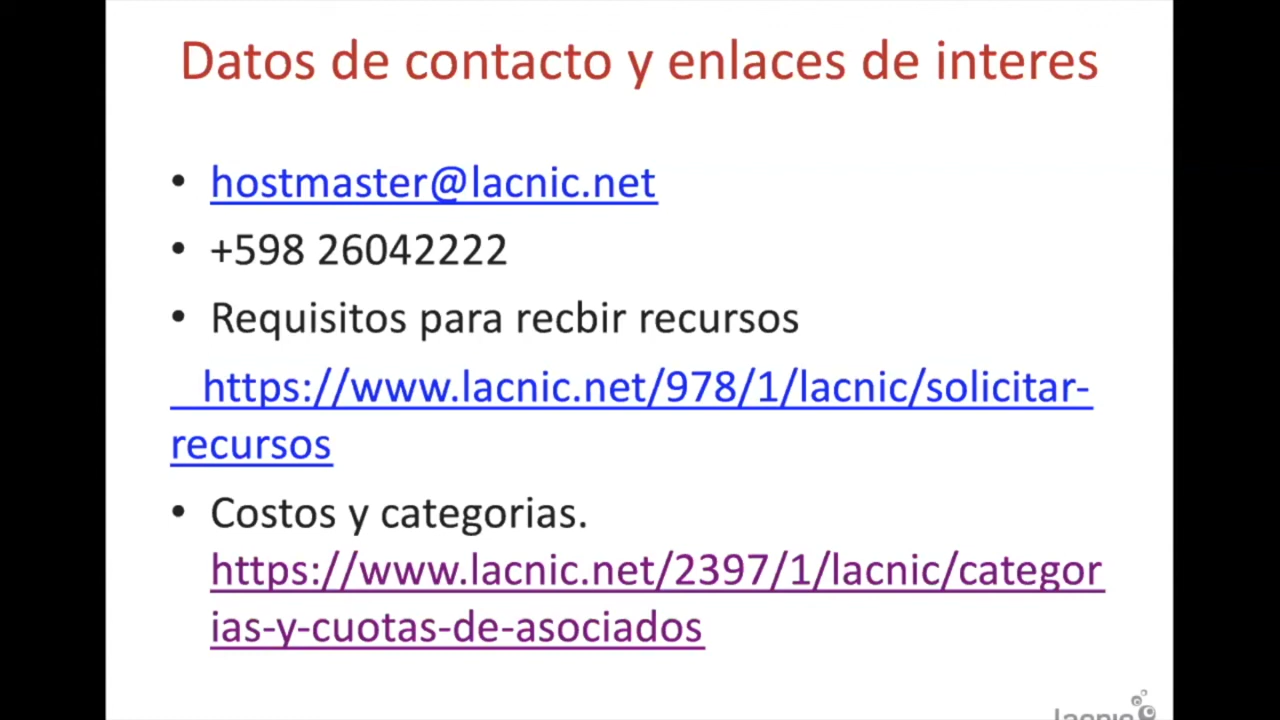 Datos de contacto y enlaces de interes
• hostmaster@lacnic.net
• +598 26042222
• Requisitos para recbir recursos
https://www.lacnic.net/978/1/lacnic/solicitar-
recursos
• Costos y categorias.
https://www.lacnic.net/2397/1/lacnic/categor
ias-y-cuotas-de-asociados
lacnic